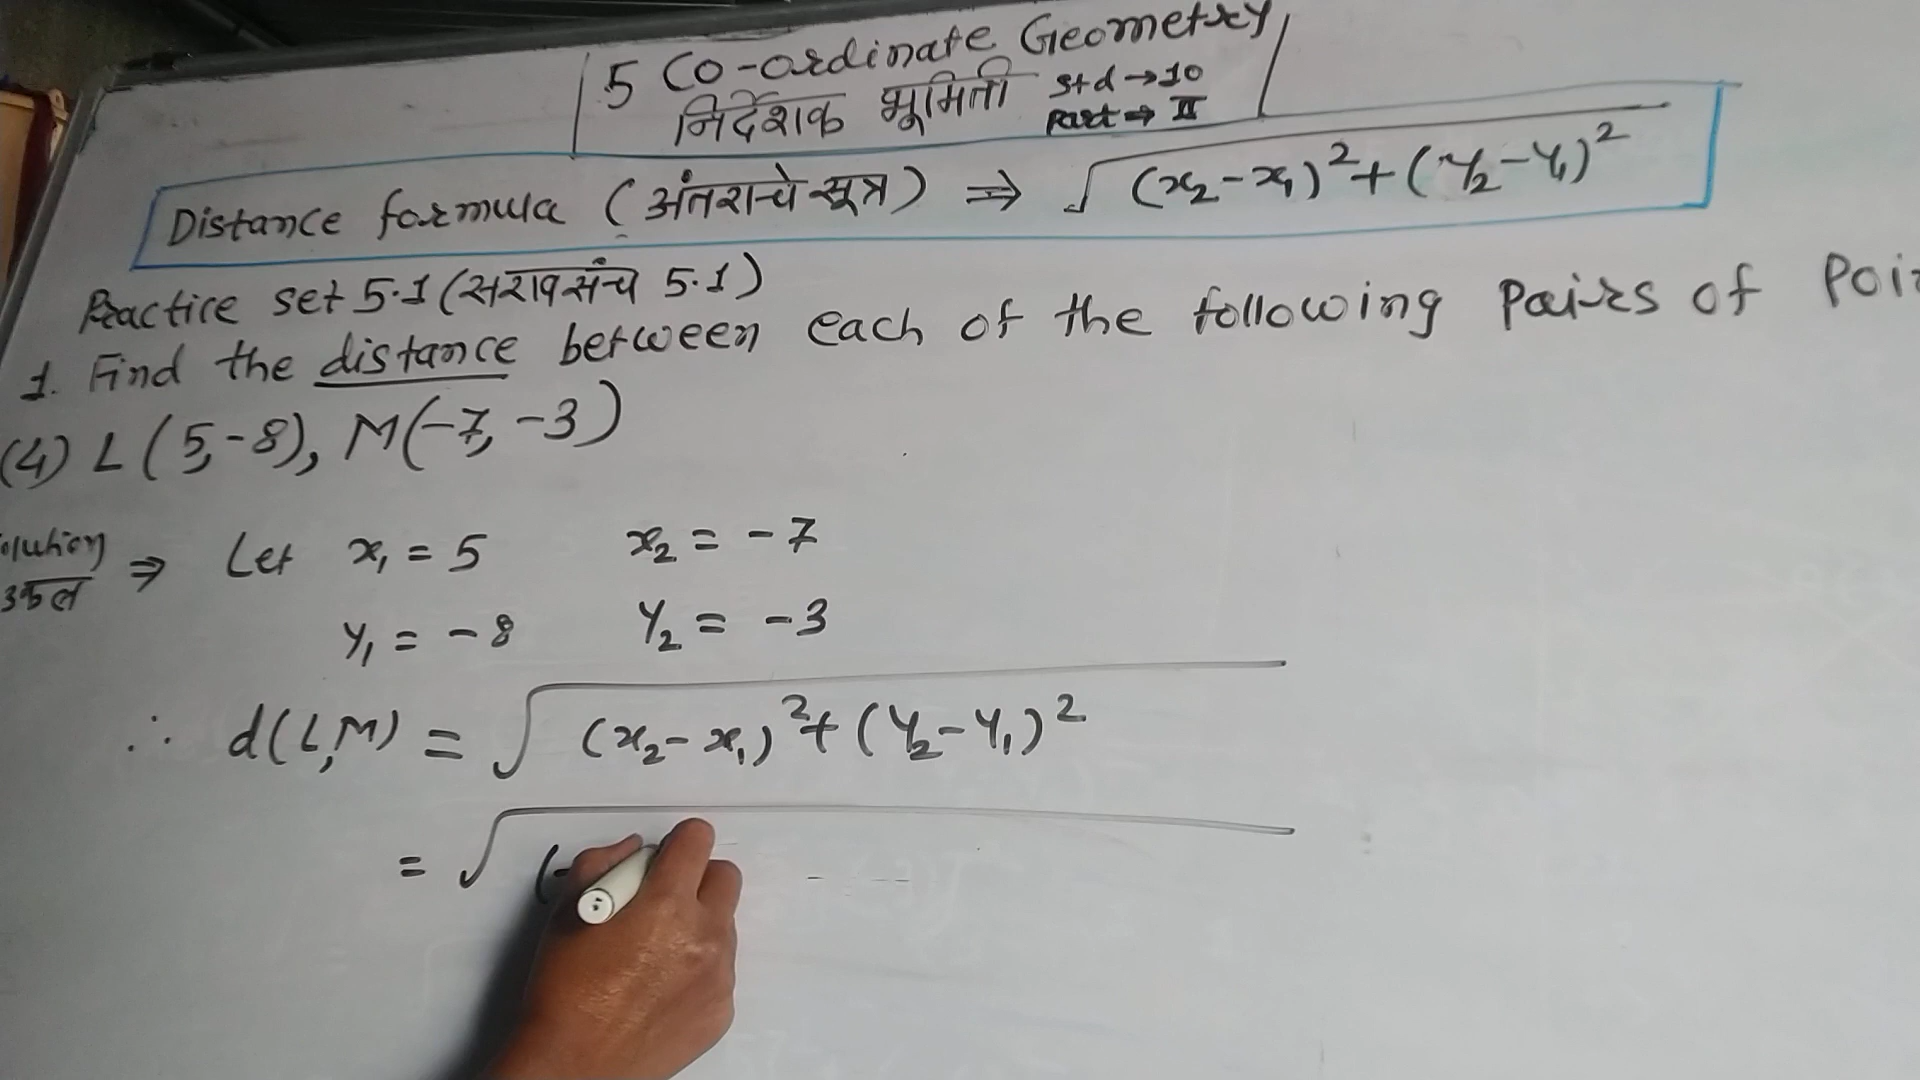 5 Co-ordinate Geometry
निर्देशक भूमिती std → 10
Part ⇒ II
Distance formula (अंतराचे सूत्र) ⇒ √(x₂-x₁)²+(y₂-y₁)²
Practice set 5.1 (सरावसंच 5.1)
1. Find the distance between each of the following Pairs of Poi
(4) L(5,-8), M(-7,-3)
olution ⇒ Let x₁ = 5 x₂ = -7
उकल
y₁ = -8 y₂ = -3
∴ d(L,M) = √(x₂-x₁)²+(y₂-y₁)²
= √(-